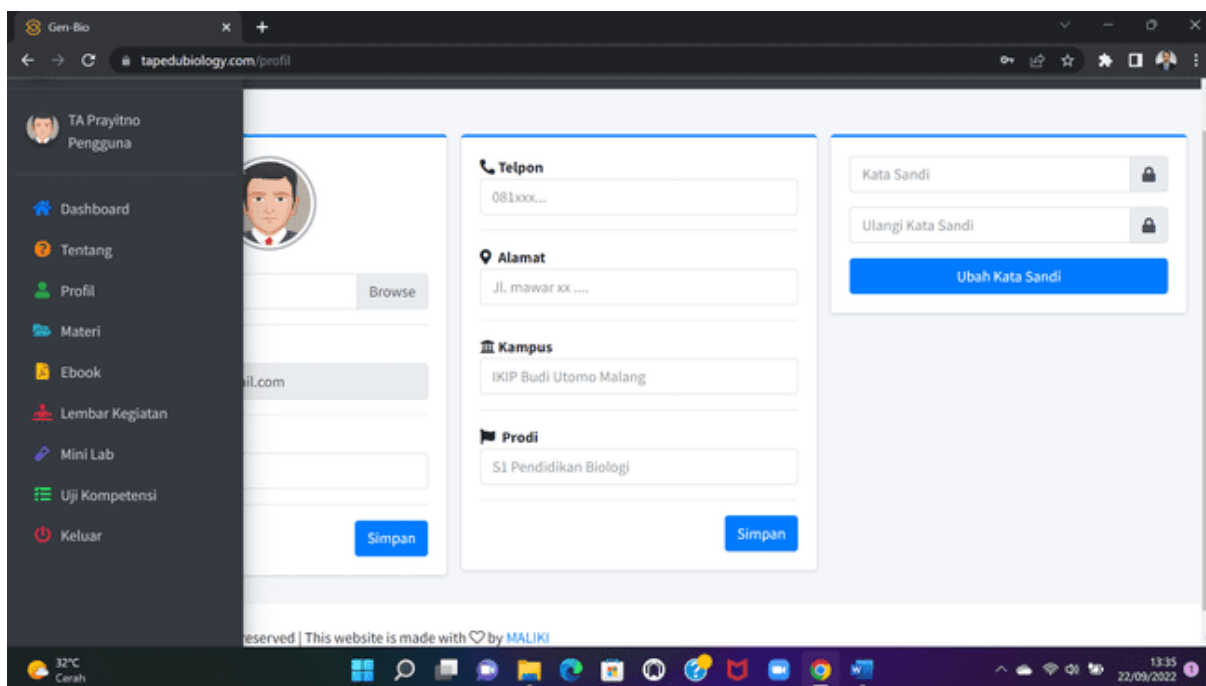 Gen-Bio
tapedubiology.com/profil
TA Prayitno
Pengguna
Dashboard
Tentang
Profil
Materi
Ebook
Lembar Kegiatan
Mini Lab
Uji Kompetensi
Keluar
Browse
il.com
Simpan
Telpon
081xxx...
Alamat
Jl. mawar xx ....
Kampus
IKIP Budi Utomo Malang
Prodi
S1 Pendidikan Biologi
Simpan
Kata Sandi
Ulangi Kata Sandi
Ubah Kata Sandi
eserved | This website is made with by MALIKI
32°C
Cerah
13:35
22/09/2022
1